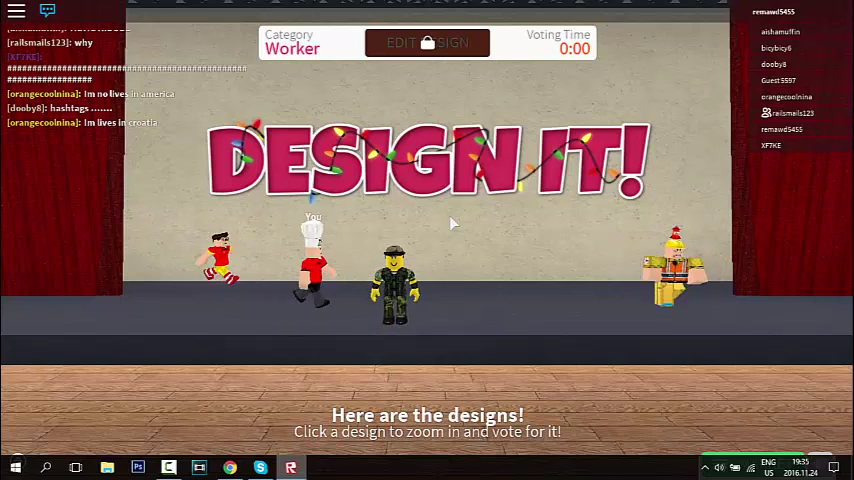 Category
Worker
EDIT DESIGN
Voting Time
0:00
remawd5455
aishamuffin
bicybicy6
dooby8
Guest5597
orangecoolnina
railsmails123
remawd5455
XF7KE
[railsmails123]: why
[XF7KE]:
##########################################
################
[orangecoolnina]: Im no lives in america
[dooby8]: hashtags .......
[orangecoolnina]: Im lives in croatia
DESIGN IT!
You
Here are the designs!
Click a design to zoom in and vote for it!
Ps
ENG
US
19:35
2016.11.24